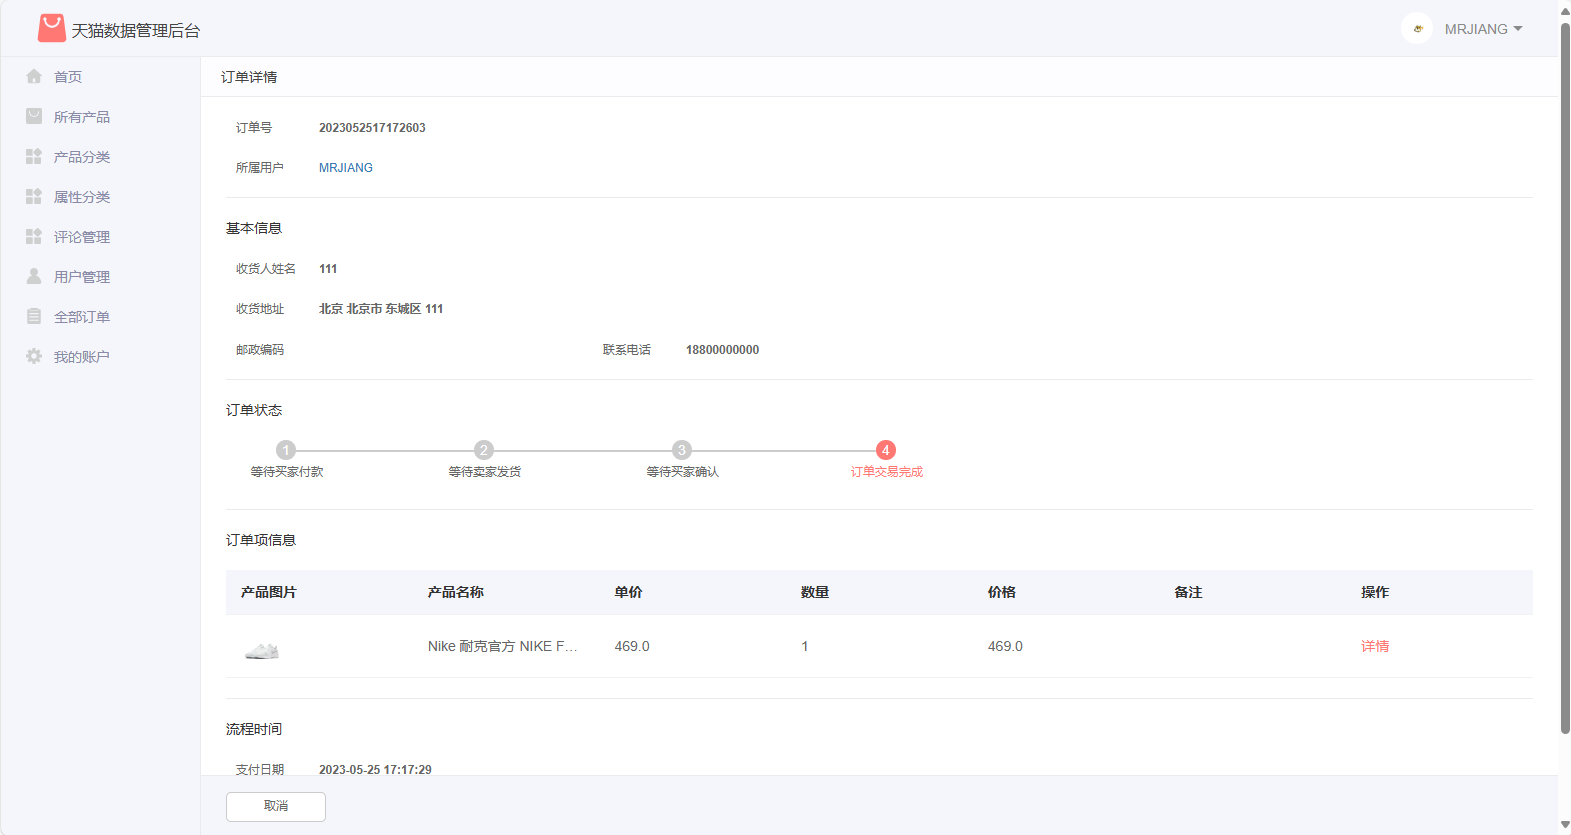 天猫数据管理后台
MRJIANG
首页
所有产品
产品分类
属性分类
评论管理
用户管理
全部订单
我的账户
订单详情
订单号 2023052517172603
所属用户 MRJIANG
基本信息
收货人姓名 111
收货地址 北京 北京市 东城区 111
邮政编码 联系电话 18800000000
订单状态
1 2 3 4
等待买家付款 等待卖家发货 等待买家确认 订单交易完成
订单项信息
产品图片 产品名称 单价 数量 价格 备注 操作
Nike 耐克官方 NIKE F... 469.0 1 469.0 详情
流程时间
支付日期 2023-05-25 17:17:29
取消